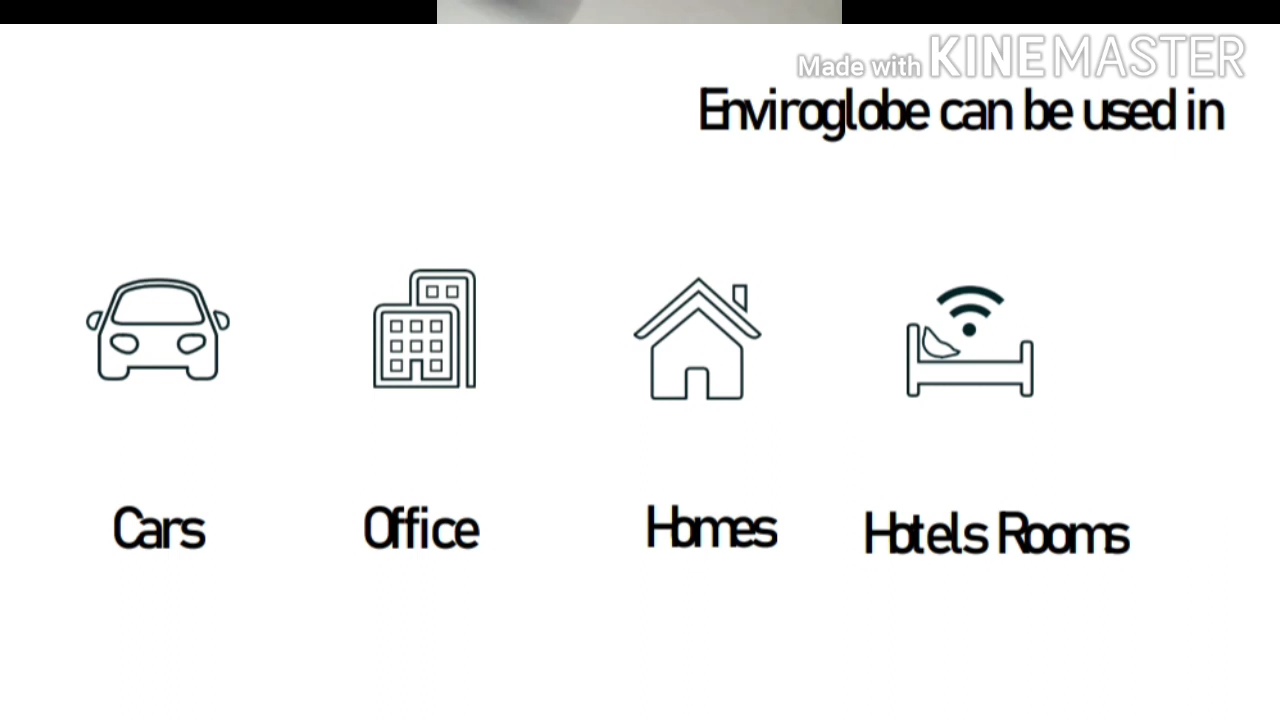 Made with KINEMASTER
Enviroglobe can be used in
Cars
Office
Homes
Hotels Rooms